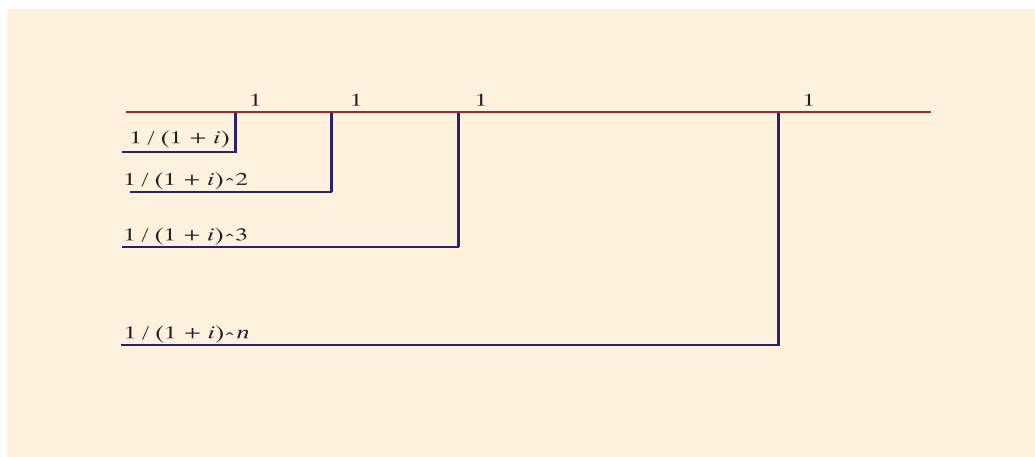 1 1 1 1
1 / (1 + i)
1 / (1 + i)^2
1 / (1 + i)^3
1 / (1 + i)^n